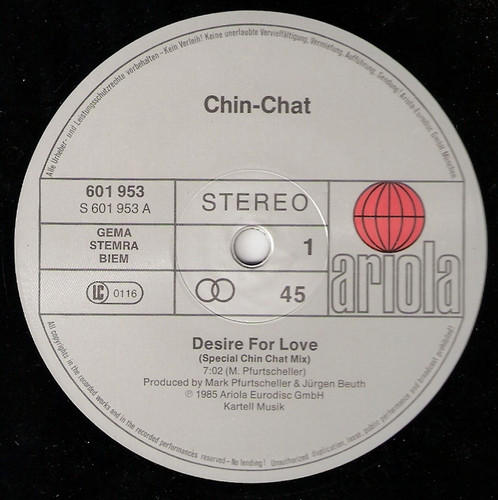 Alle Urheber- und Leistungsschutzrechte vorbehalten – Kein Verleih! Keine unerlaubte Vervielfältigung, Vermietung, Aufführung, Sendung! Ariola-Eurodisc GmbH München
Chin-Chat
601 953
S 601 953 A
STEREO
GEMA
STEMRA
BIEM
1
LC 0116
45
ariola
Desire For Love
(Special Chin Chat Mix)
7:02 (M. Pfurtscheller)
Produced by Mark Pfurtscheller & Jürgen Beuth
℗ 1985 Ariola Eurodisc GmbH
Kartell Musik
All copyrights in the recorded works and in the recorded performances reserved – No lending! Unauthorized duplication, lease, public performance and broadcast prohibited!